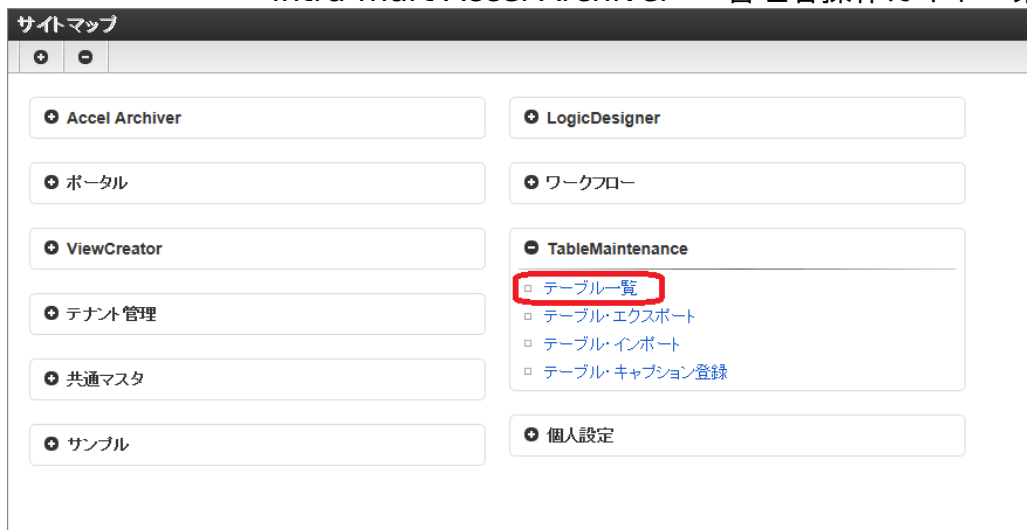 サイトマップ
Accel Archiver
ポータル
ViewCreator
テナント管理
共通マスタ
サンプル
LogicDesigner
ワークフロー
TableMaintenance
テーブル一覧
テーブル・エクスポート
テーブル・インポート
テーブル・キャプション登録
個人設定